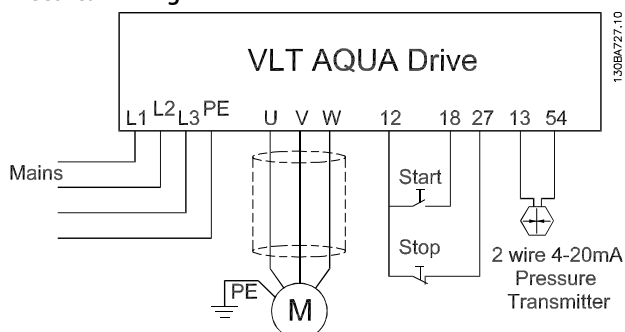 130BA727.10
VLT AQUA Drive
L1 L2 L3 PE U V W 12 18 27 13 54
Mains
Start
Stop
2 wire 4-20mA
Pressure
Transmitter
PE
M